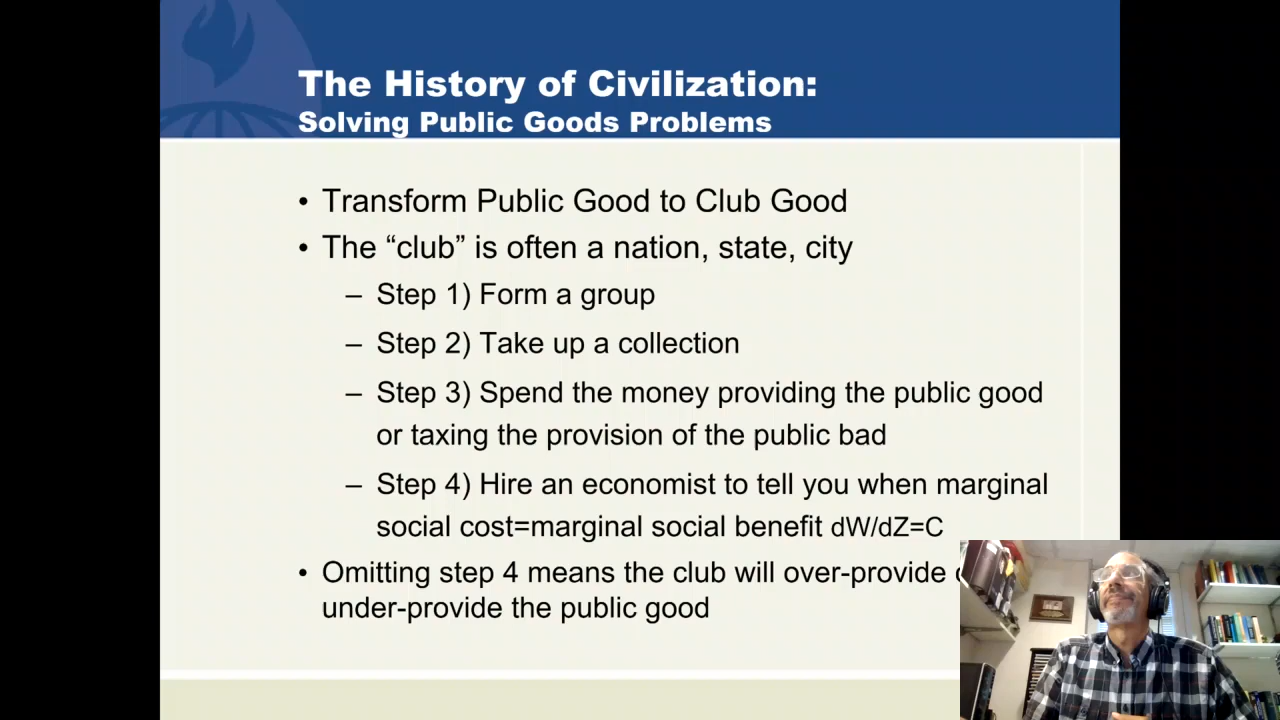 The History of Civilization:
Solving Public Goods Problems
• Transform Public Good to Club Good
• The “club” is often a nation, state, city
– Step 1) Form a group
– Step 2) Take up a collection
– Step 3) Spend the money providing the public good
or taxing the provision of the public bad
– Step 4) Hire an economist to tell you when marginal
social cost=marginal social benefit dW/dZ=C
• Omitting step 4 means the club will over-provide
under-provide the public good